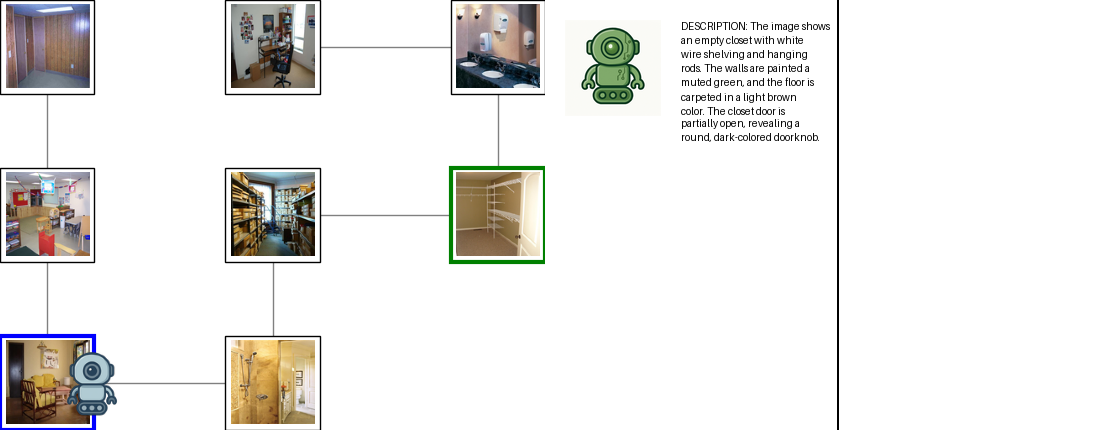 DESCRIPTION: The image shows
an empty closet with white
wire shelving and hanging
rods. The walls are painted a
muted green, and the floor is
carpeted in a light brown
color. The closet door is
partially open, revealing a
round, dark-colored doorknob.